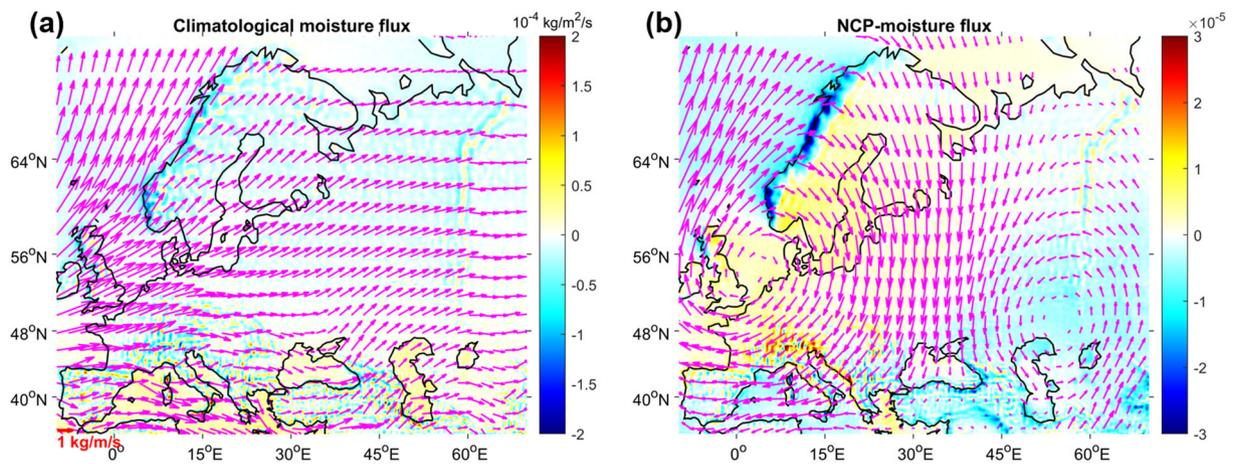 (a) Climatological moisture flux 10⁻⁴ kg/m²/s
64°N
56°N
48°N
40°N
1 kg/m/s
0° 15°E 30°E 45°E 60°E
2
1.5
1
0.5
0
-0.5
-1
-1.5
-2
(b) NCP-moisture flux ×10⁻⁵
64°N
56°N
48°N
40°N
0° 15°E 30°E 45°E 60°E
3
2
1
0
-1
-2
-3